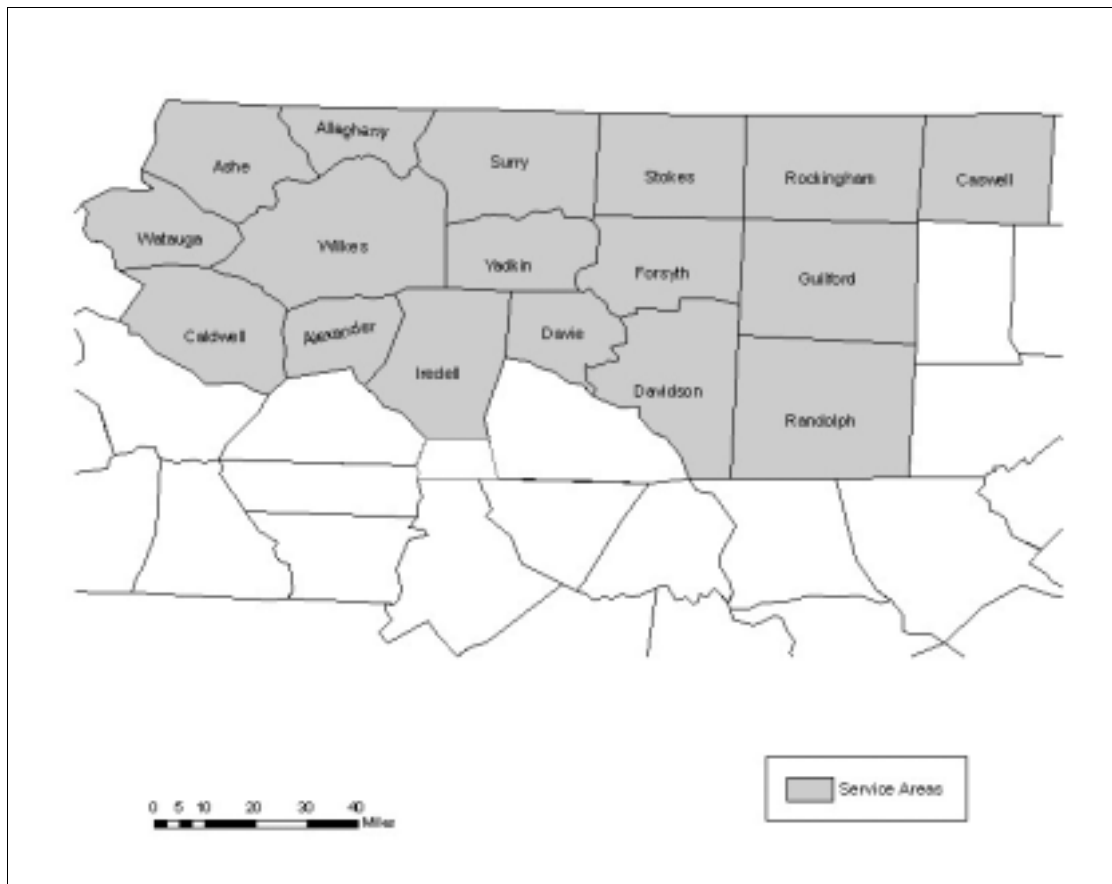 Alleghany
Ashe
Surry
Stokes
Rockingham
Caswell
Watauga
Wilkes
Yadkin
Forsyth
Guilford
Caldwell
Alexander
Davie
Iredell
Davidson
Randolph
Service Areas
0 5 10 20 30 40
Miles